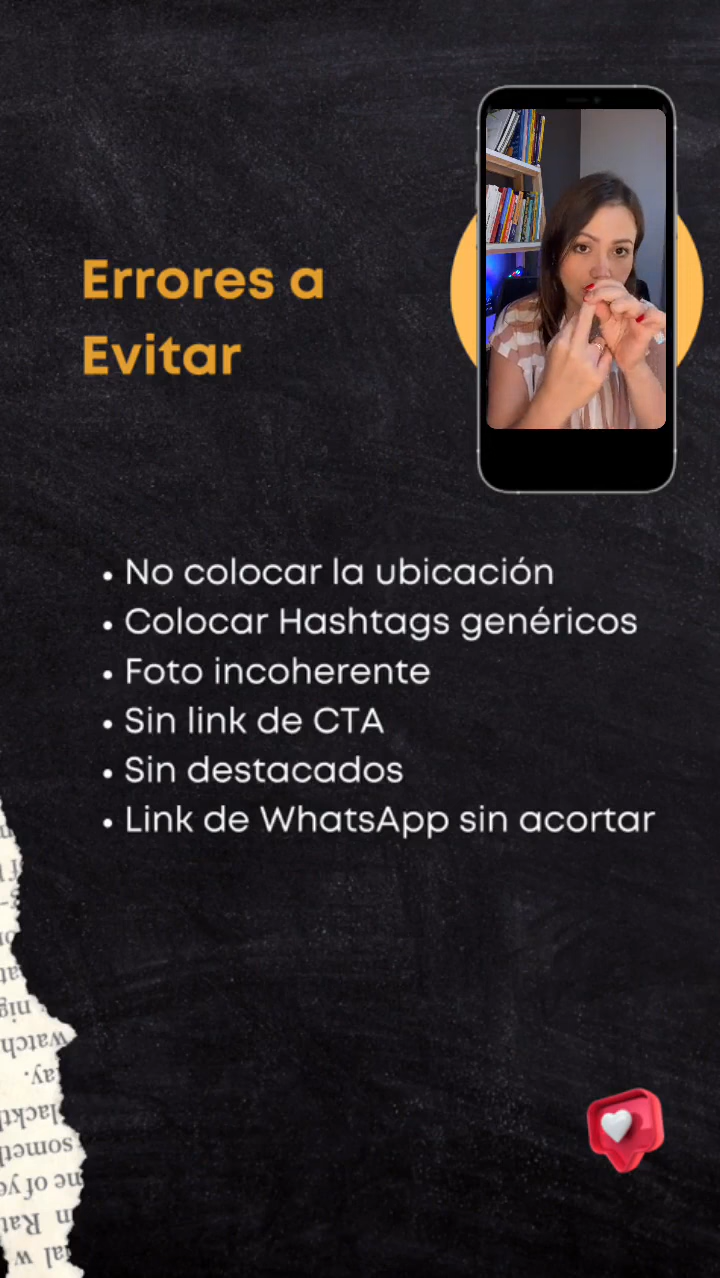 Errores a
Evitar
• No colocar la ubicación
• Colocar Hashtags genéricos
• Foto incoherente
• Sin link de CTA
• Sin destacados
• Link de WhatsApp sin acortar